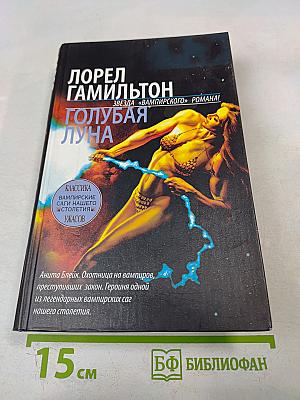 ЛОРЕЛ
ГАМИЛЬТОН
ЗВЕЗДА «ВАМПИРСКОГО» РОМАНА!
ГОЛУБАЯ
ЛУНА
КЛАССИКА
ВАМПИРСКИЕ
САГИ НАШЕГО
«СТОЛЕТИЯ»
УЖАСОВ
Анита Блейк. Охотница на вампиров,
преступивших закон. Героиня одной
из легендарных вампирских саг
нашего столетия.
15 см
БФ БИБЛИОФАН